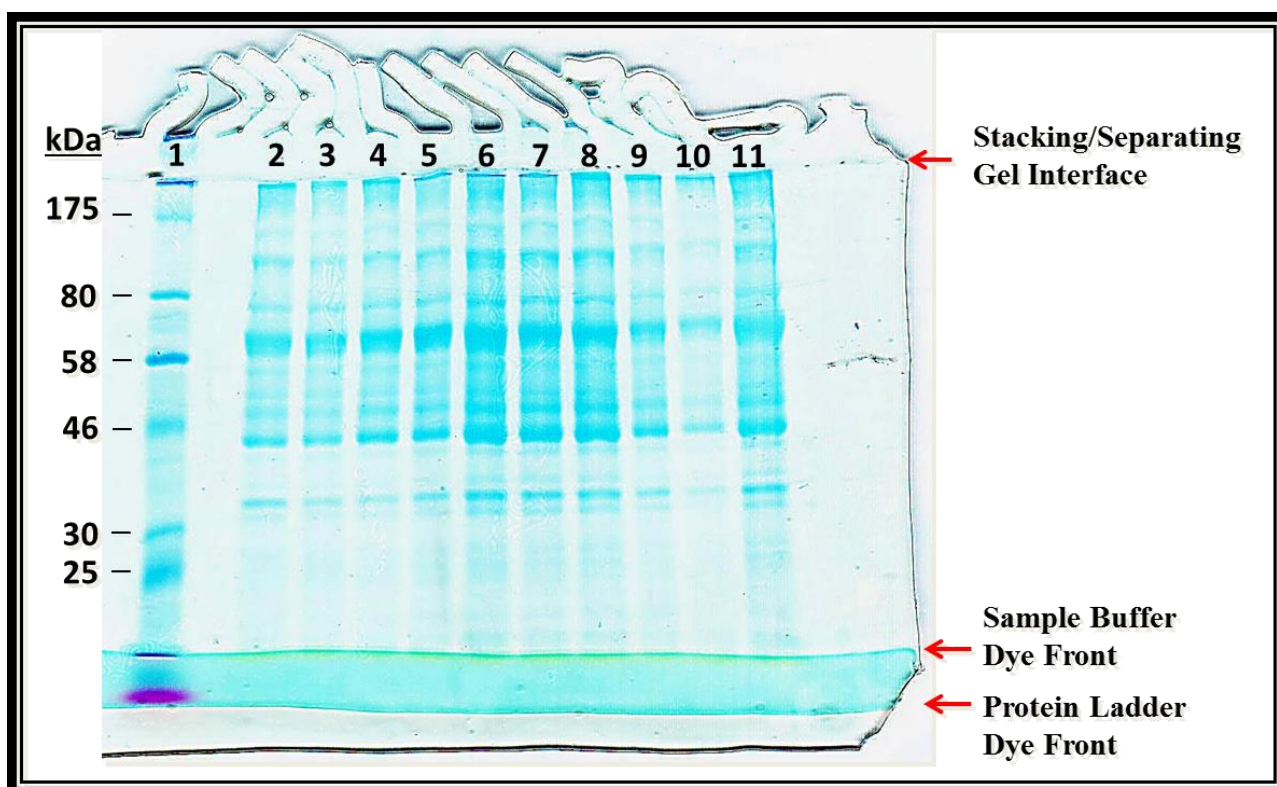 kDa
1 2 3 4 5 6 7 8 9 10 11
Stacking/Separating
Gel Interface
175
80
58
46
30
25
Sample Buffer
Dye Front
Protein Ladder
Dye Front